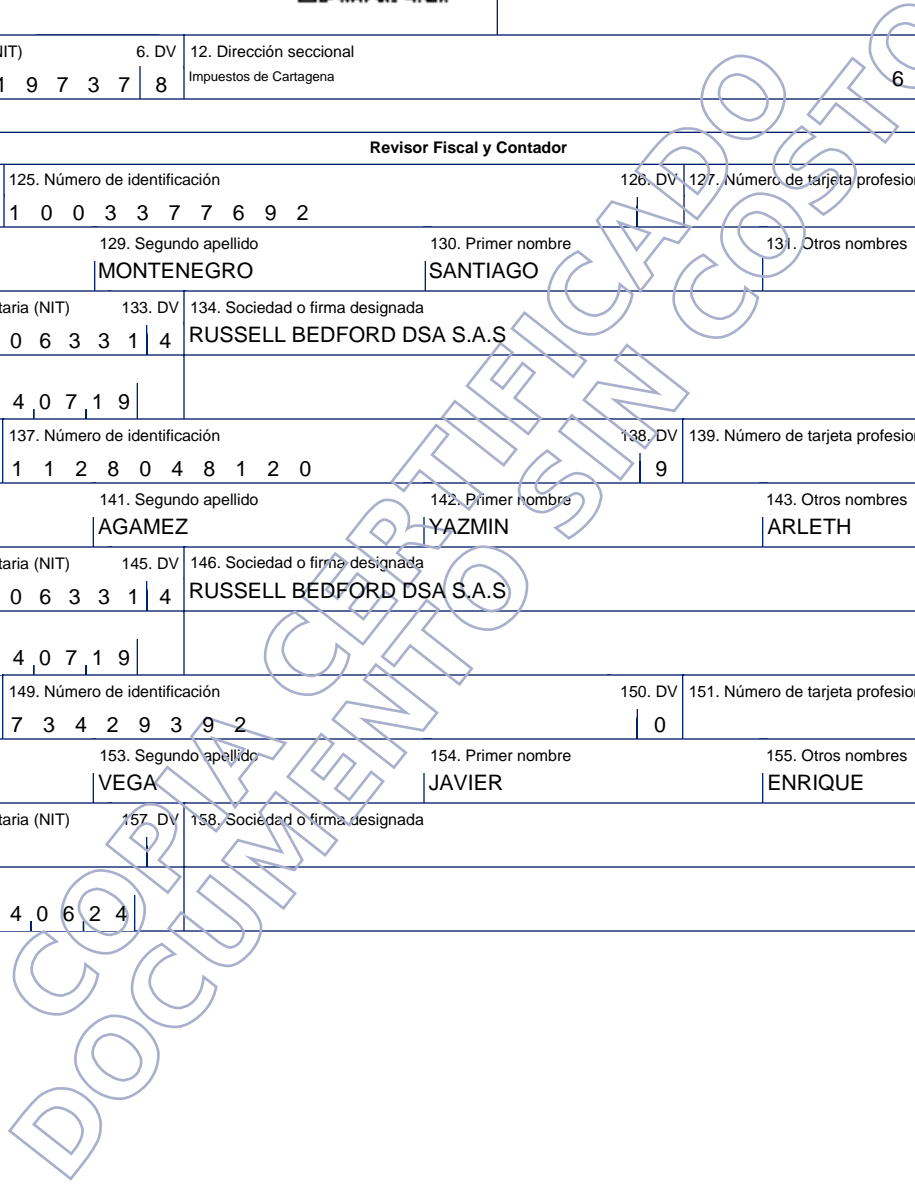 NIT) 6. DV 12. Dirección seccional
1 9 7 3 7 8 Impuestos de Cartagena 6
Revisor Fiscal y Contador
125. Número de identificación 126. DV 127. Número de tarjeta profesion
1 0 0 3 3 7 7 6 9 2
129. Segundo apellido 130. Primer nombre 131. Otros nombres
MONTENEGRO SANTIAGO
taria (NIT) 133. DV 134. Sociedad o firma designada
0 6 3 3 1 4 RUSSELL BEDFORD DSA S.A.S
4 0 7 1 9
137. Número de identificación 138. DV 139. Número de tarjeta profesion
1 1 2 8 0 4 8 1 2 0 9
141. Segundo apellido 142. Primer nombre 143. Otros nombres
AGAMEZ YAZMIN ARLETH
taria (NIT) 145. DV 146. Sociedad o firma designada
0 6 3 3 1 4 RUSSELL BEDFORD DSA S.A.S
4 0 7 1 9
149. Número de identificación 150. DV 151. Número de tarjeta profesion
7 3 4 2 9 3 9 2 0
153. Segundo apellido 154. Primer nombre 155. Otros nombres
VEGA JAVIER ENRIQUE
taria (NIT) 157. DV 158. Sociedad o firma designada
4 0 6 2 4
COPIA CERTIFICADO
DOCUMENTO SIN COSTO